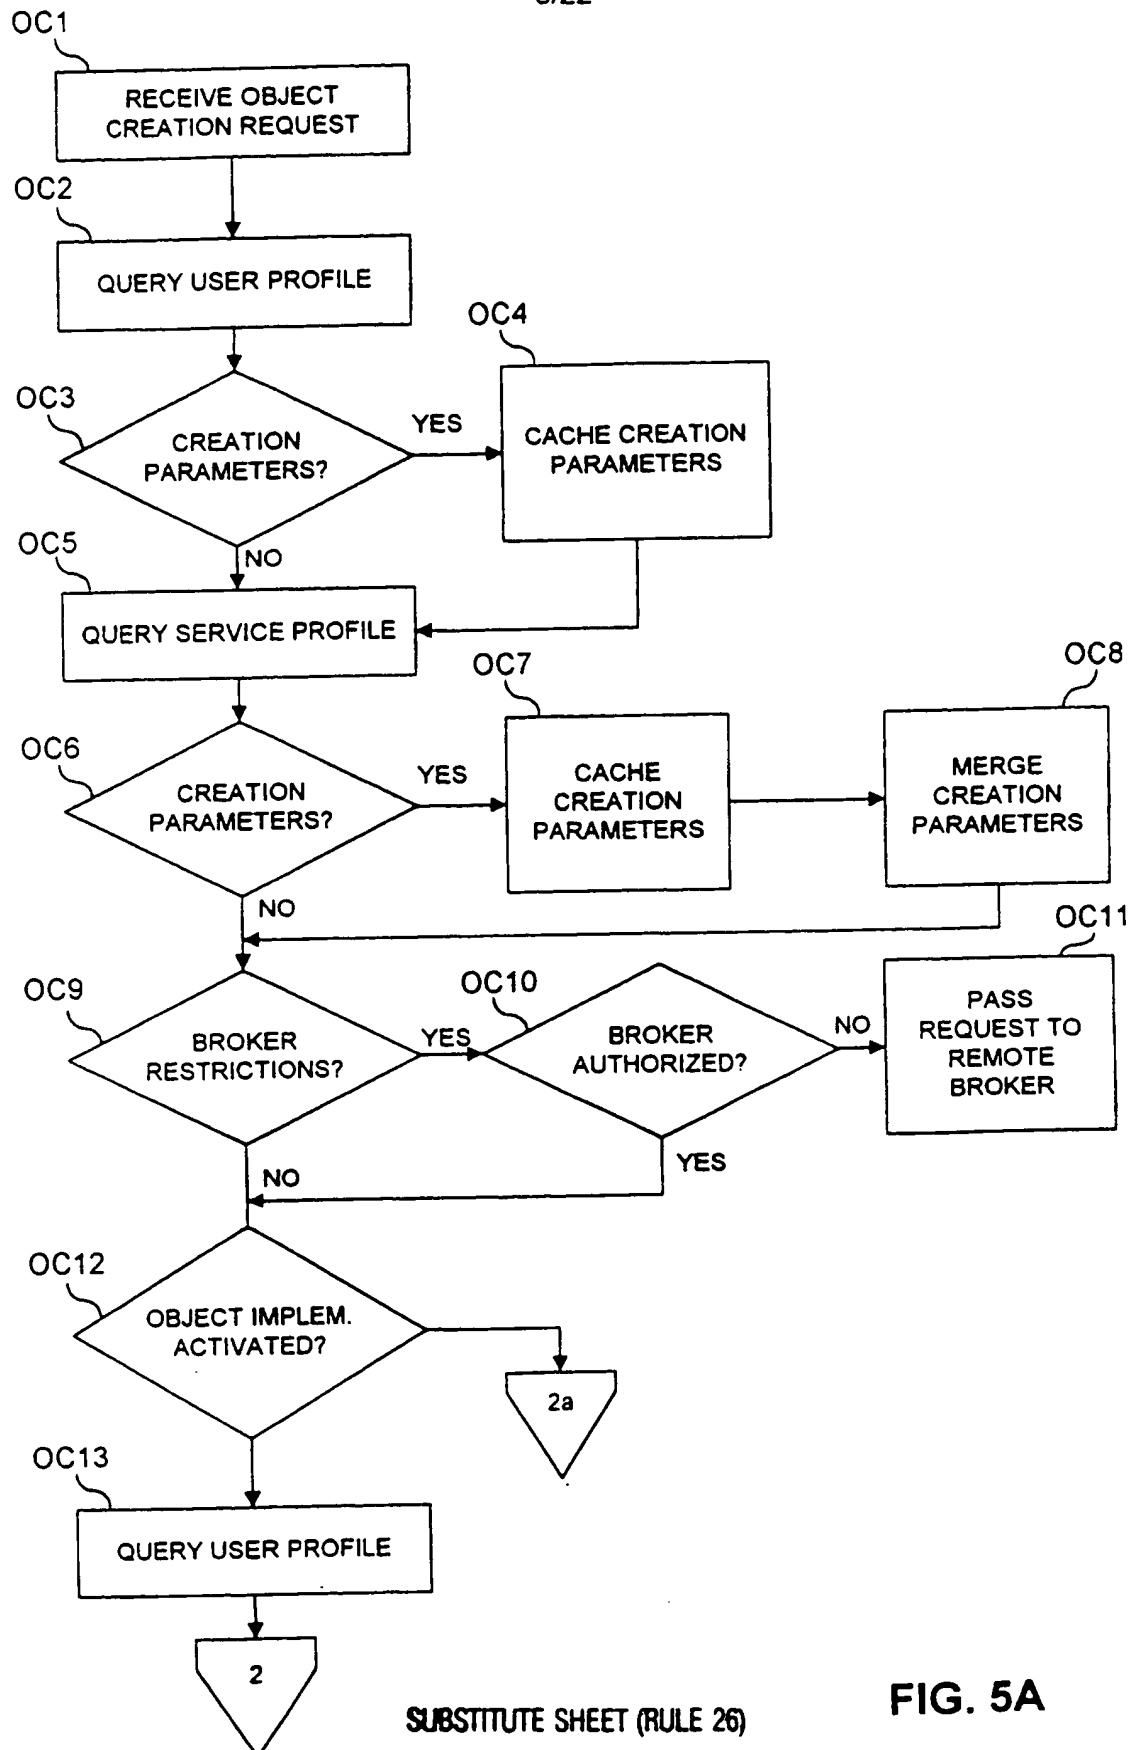 OC1
RECEIVE OBJECT
CREATION REQUEST
OC2
QUERY USER PROFILE
OC3
CREATION
PARAMETERS?
YES
OC4
CACHE CREATION
PARAMETERS
NO
OC5
QUERY SERVICE PROFILE
OC6
CREATION
PARAMETERS?
YES
OC7
CACHE
CREATION
PARAMETERS
OC8
MERGE
CREATION
PARAMETERS
NO
OC9
BROKER
RESTRICTIONS?
YES
OC10
BROKER
AUTHORIZED?
NO
OC11
PASS
REQUEST TO
REMOTE
BROKER
NO
YES
OC12
OBJECT IMPLEM.
ACTIVATED?
2a
OC13
QUERY USER PROFILE
2
SUBSTITUTE SHEET (RULE 26)
FIG. 5A